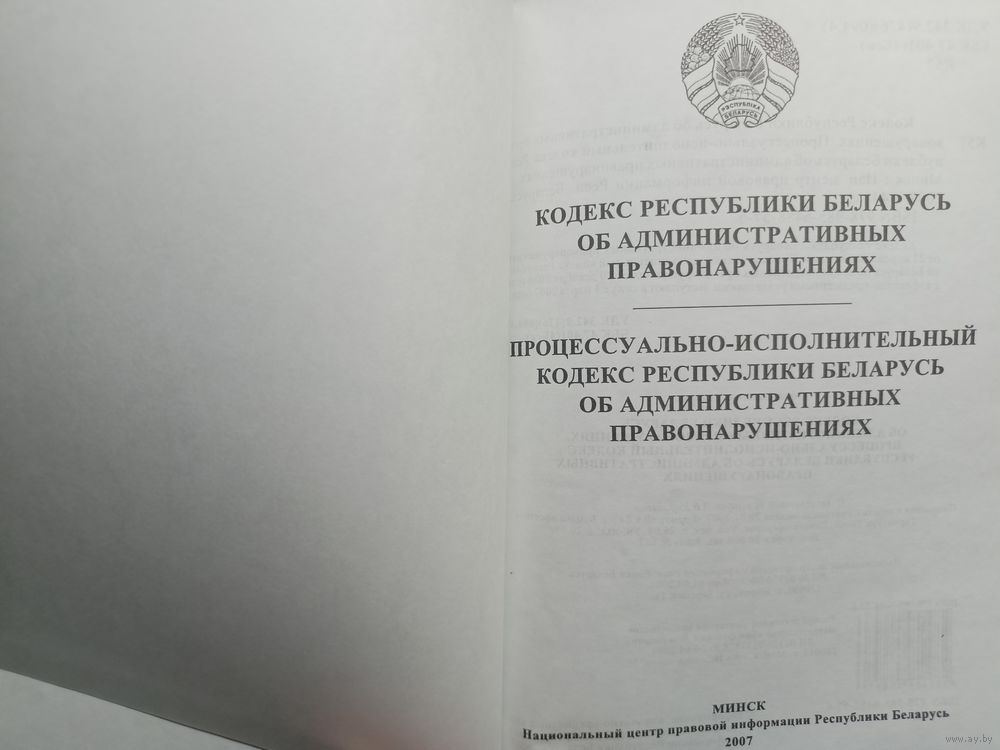 РЭСПУБЛІКА
БЕЛАРУСЬ
КОДЕКС РЕСПУБЛИКИ БЕЛАРУСЬ
ОБ АДМИНИСТРАТИВНЫХ
ПРАВОНАРУШЕНИЯХ
ПРОЦЕССУАЛЬНО-ИСПОЛНИТЕЛЬНЫЙ
КОДЕКС РЕСПУБЛИКИ БЕЛАРУСЬ
ОБ АДМИНИСТРАТИВНЫХ
ПРАВОНАРУШЕНИЯХ
МИНСК
Национальный центр правовой информации Республики Беларусь
2007
www.ay.by